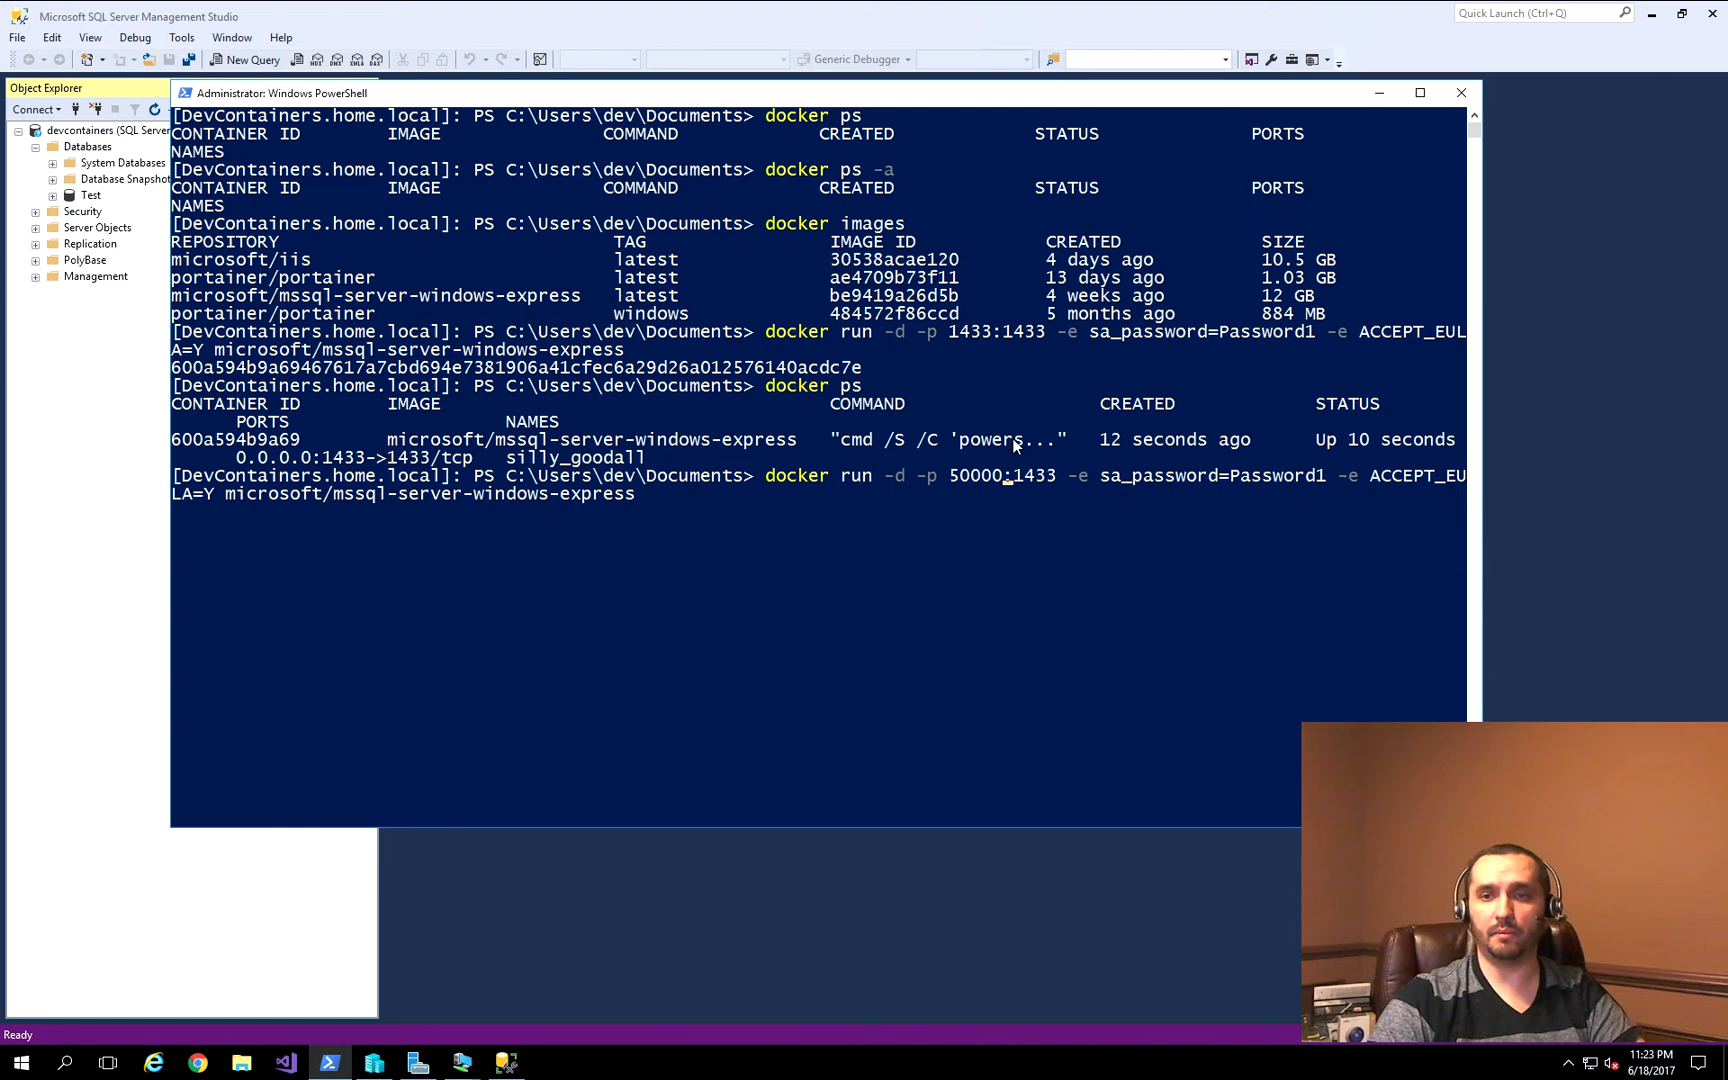 Microsoft SQL Server Management Studio
Quick Launch (Ctrl+Q)
File Edit View Debug Tools Window Help
New Query
MDX DMX XMLA DAX
Generic Debugger
Object Explorer
Connect
devcontainers (SQL Server
Databases
System Databases
Database Snapshot
Test
Security
Server Objects
Replication
PolyBase
Management
Administrator: Windows PowerShell
[DevContainers.home.local]: PS C:\Users\dev\Documents> docker ps
CONTAINER ID IMAGE COMMAND CREATED STATUS PORTS
NAMES
[DevContainers.home.local]: PS C:\Users\dev\Documents> docker ps -a
CONTAINER ID IMAGE COMMAND CREATED STATUS PORTS
NAMES
[DevContainers.home.local]: PS C:\Users\dev\Documents> docker images
REPOSITORY TAG IMAGE ID CREATED SIZE
microsoft/iis latest 30538acae120 4 days ago 10.5 GB
portainer/portainer latest ae4709b73f11 13 days ago 1.03 GB
microsoft/mssql-server-windows-express latest be9419a26d5b 4 weeks ago 12 GB
portainer/portainer windows 484572f86ccd 5 months ago 884 MB
[DevContainers.home.local]: PS C:\Users\dev\Documents> docker run -d -p 1433:1433 -e sa_password=Password1 -e ACCEPT_EUL
A=Y microsoft/mssql-server-windows-express
600a594b9a69467617a7cbd694e7381906a41cfec6a29d26a012576140acdc7e
[DevContainers.home.local]: PS C:\Users\dev\Documents> docker ps
CONTAINER ID IMAGE COMMAND CREATED STATUS
PORTS NAMES
600a594b9a69 microsoft/mssql-server-windows-express "cmd /S /C 'powers..." 12 seconds ago Up 10 seconds
0.0.0.0:1433->1433/tcp silly_goodall
[DevContainers.home.local]: PS C:\Users\dev\Documents> docker run -d -p 50000:1433 -e sa_password=Password1 -e ACCEPT_EU
LA=Y microsoft/mssql-server-windows-express
Ready
11:23 PM
6/18/2017